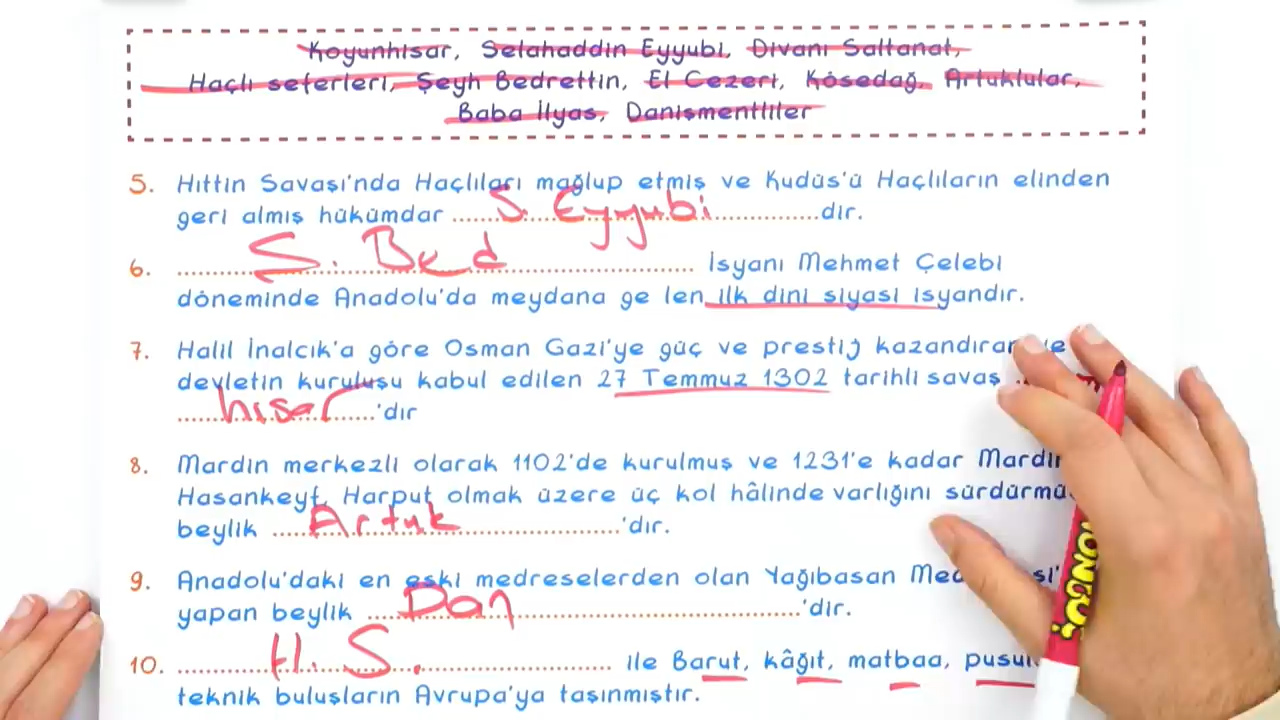 Koyunhisar, Selahaddin Eyyubi, Divanı Saltanat,
Haçlı seferleri, Şeyh Bedrettin, El Cezeri, Kösedağ, Artuklular,
Baba İlyas, Danişmentliler
5. Hıttin Savaşı'nda Haçlıları mağlup etmiş ve Kudüs'ü Haçlıların elinden
geri almış hükümdar ..... S. Eyyubi ..............dır.
6. ........ S. Bed .................... İsyanı Mehmet Çelebi
döneminde Anadolu'da meydana ge len ilk dini siyasi isyandır.
7. Halil İnalcık'a göre Osman Gazi'ye güç ve prestij kazandıran
devletin kuruluşu kabul edilen 27 Temmuz 1302 tarihli savaş
..... hisar .....'dır
8. Mardin merkezli olarak 1102'de kurulmuş ve 1231'e kadar Mardin
Hasankeyf, Harput olmak üzere üç kol hâlinde varlığını
beylik .... Artuk ................'dır.
9. Anadolu'daki en eski medreselerden olan Yağıbasan
yapan beylik .... Dan ............................'dır.
10. .......... H. S. .................... ile Barut, kâğıt, matbaa,
teknik buluşların Avrupa'ya taşınmıştır.